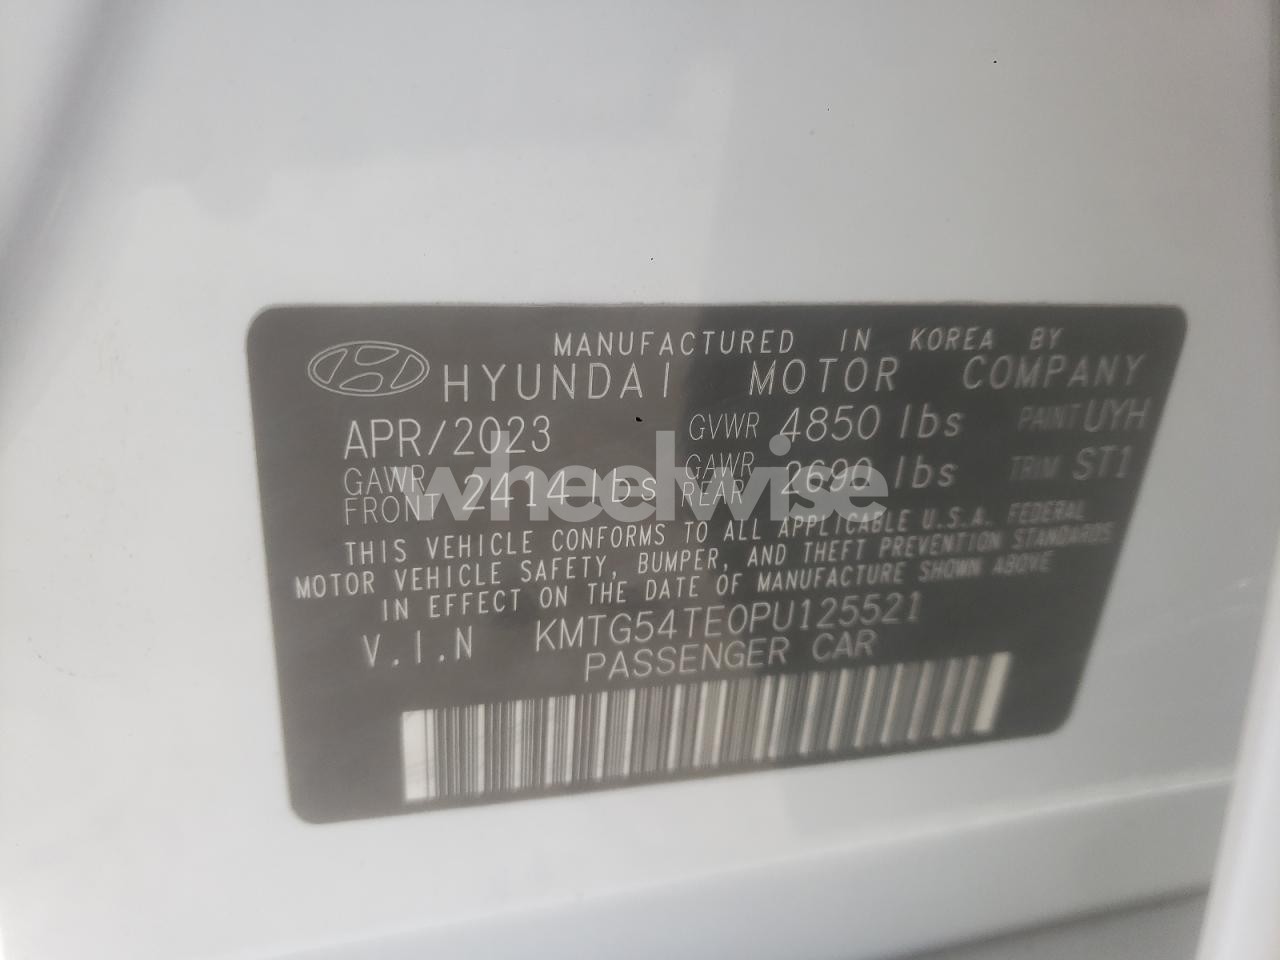 MANUFACTURED IN KOREA BY
HYUNDAI MOTOR COMPANY
APR/2023 GVWR 4850 lbs PAINT UYH
GAWR FRONT 2414 lbs GAWR REAR 2690 lbs TRIM ST1
wheelwise
THIS VEHICLE CONFORMS TO ALL APPLICABLE U.S.A. FEDERAL
MOTOR VEHICLE SAFETY, BUMPER, AND THEFT PREVENTION STANDARDS
IN EFFECT ON THE DATE OF MANUFACTURE SHOWN ABOVE
V.I.N KMTG54TE0PU125521
PASSENGER CAR